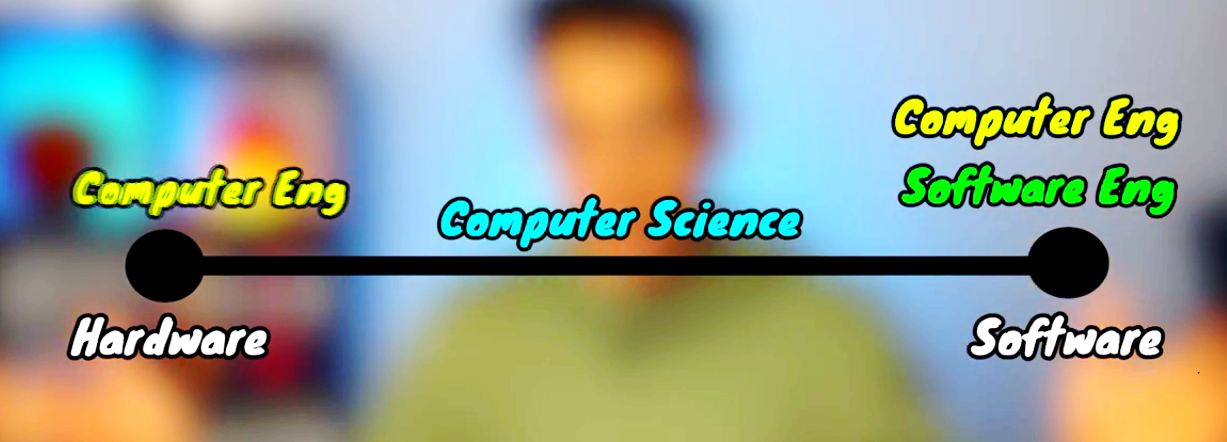 Computer Eng
Software Eng
Computer Eng
Computer Science
Hardware
Software